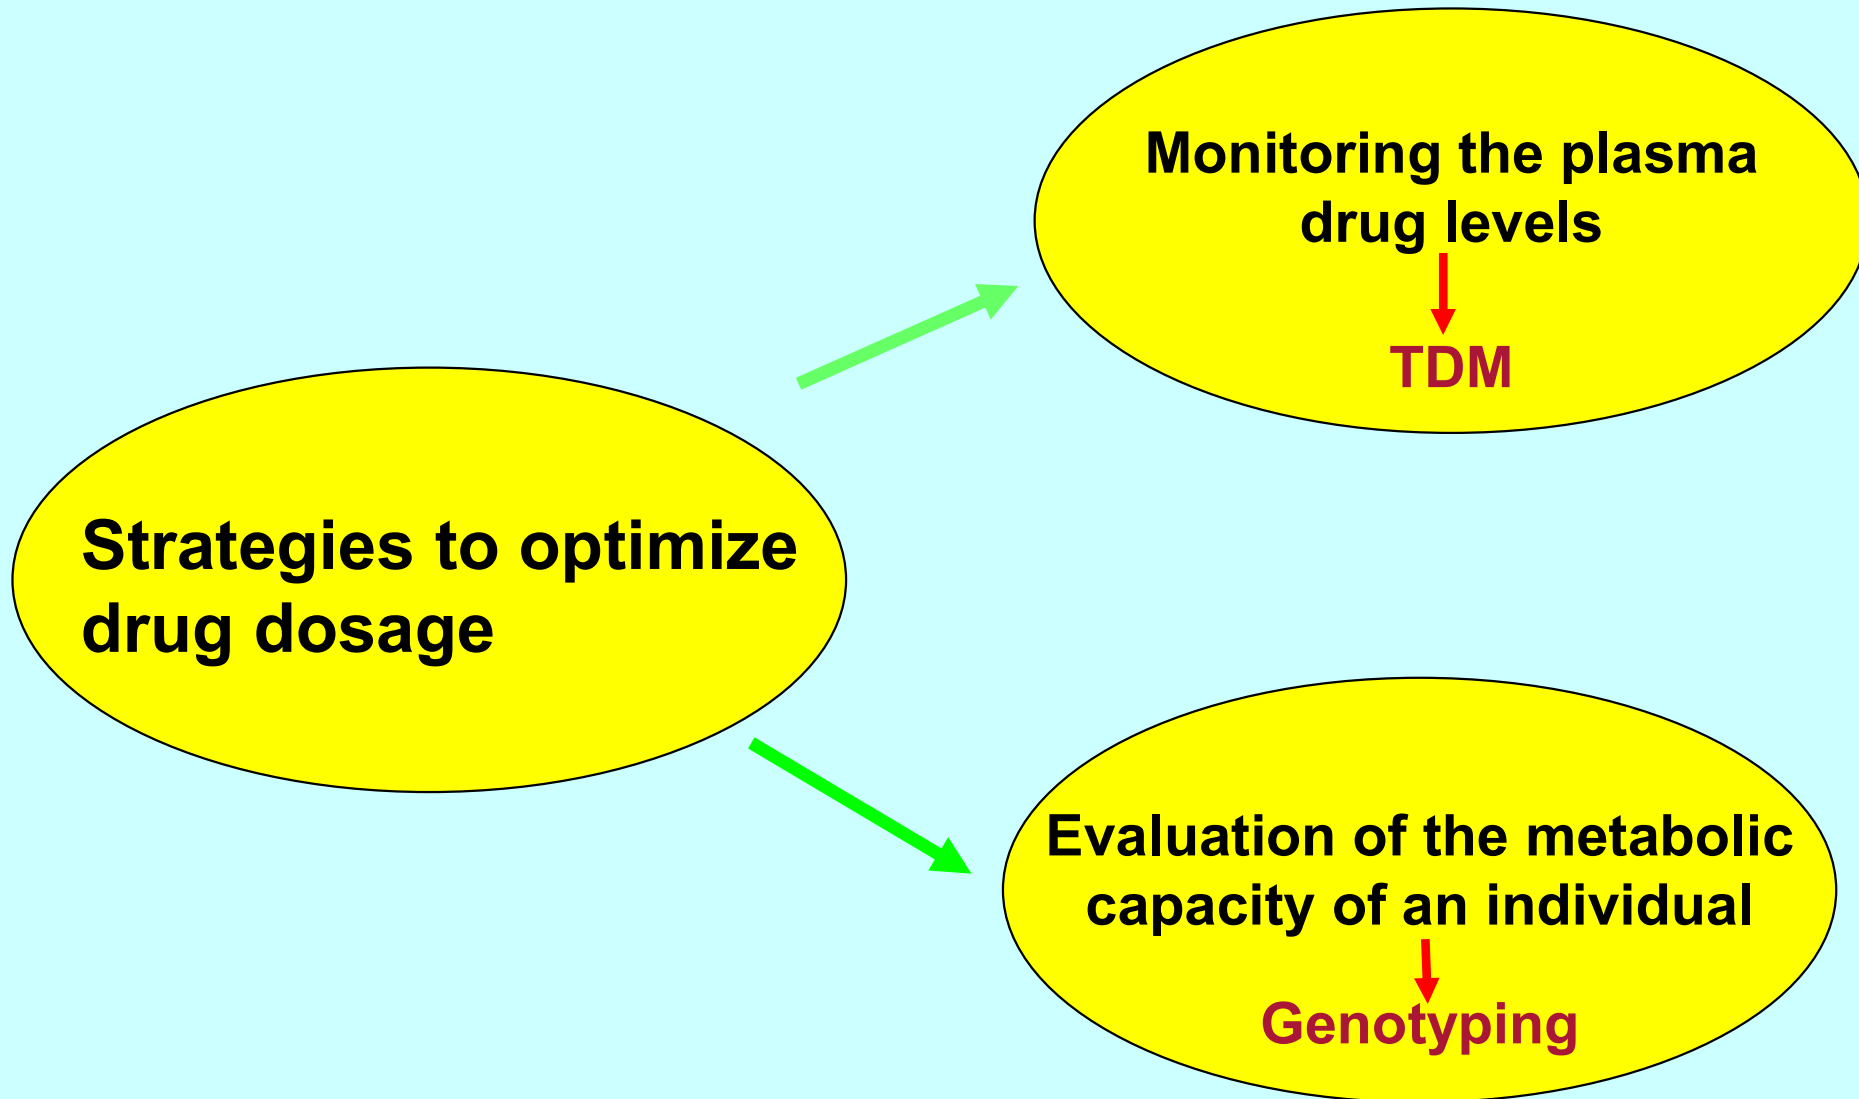 Monitoring the plasma
drug levels
TDM
Strategies to optimize
drug dosage
Evaluation of the metabolic
capacity of an individual
Genotyping